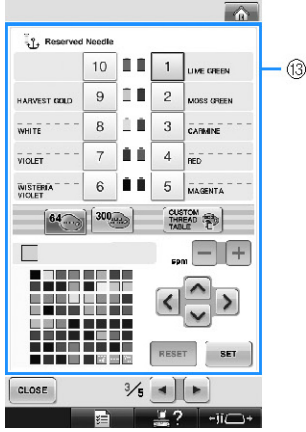 Reserved Needle
10 1 LIME GREEN
HARVEST GOLD 9 2 MOSS GREEN
WHITE 8 3 CARMINE
VIOLET 7 4 RED
WISTERIA VIOLET 6 5 MAGENTA
64 300 CUSTOM THREAD TABLE
spm - +
RESET SET
CLOSE 3/5
?
⑬